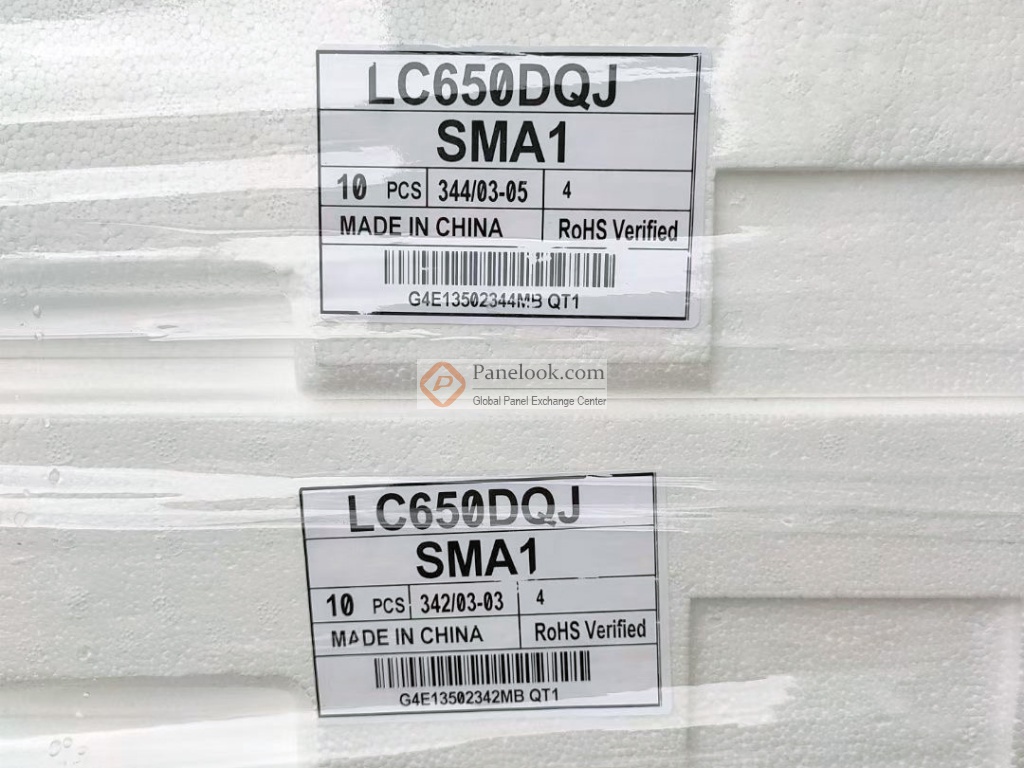 LC650DQJ
SMA1
10 PCS 344/03-05 4
MADE IN CHINA RoHS Verified
G4E13502344MB QT1
Panelook.com
Global Panel Exchange Center
LC650DQJ
SMA1
10 PCS 342/03-03 4
MADE IN CHINA RoHS Verified
G4E13502342MB QT1